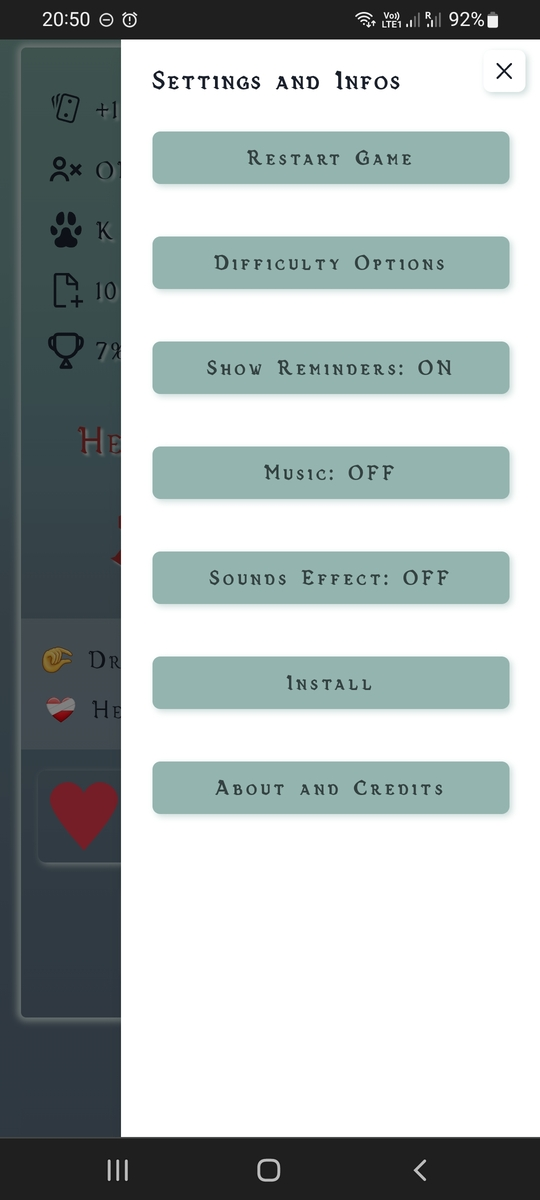 20:50
Vo)) LTE1 R 92%
Settings and Infos
+1
Restart Game
K
Difficulty Options
10
7%
Show Reminders: ON
He
Music: OFF
Sounds Effect: OFF
Dr
He
Install
About and Credits